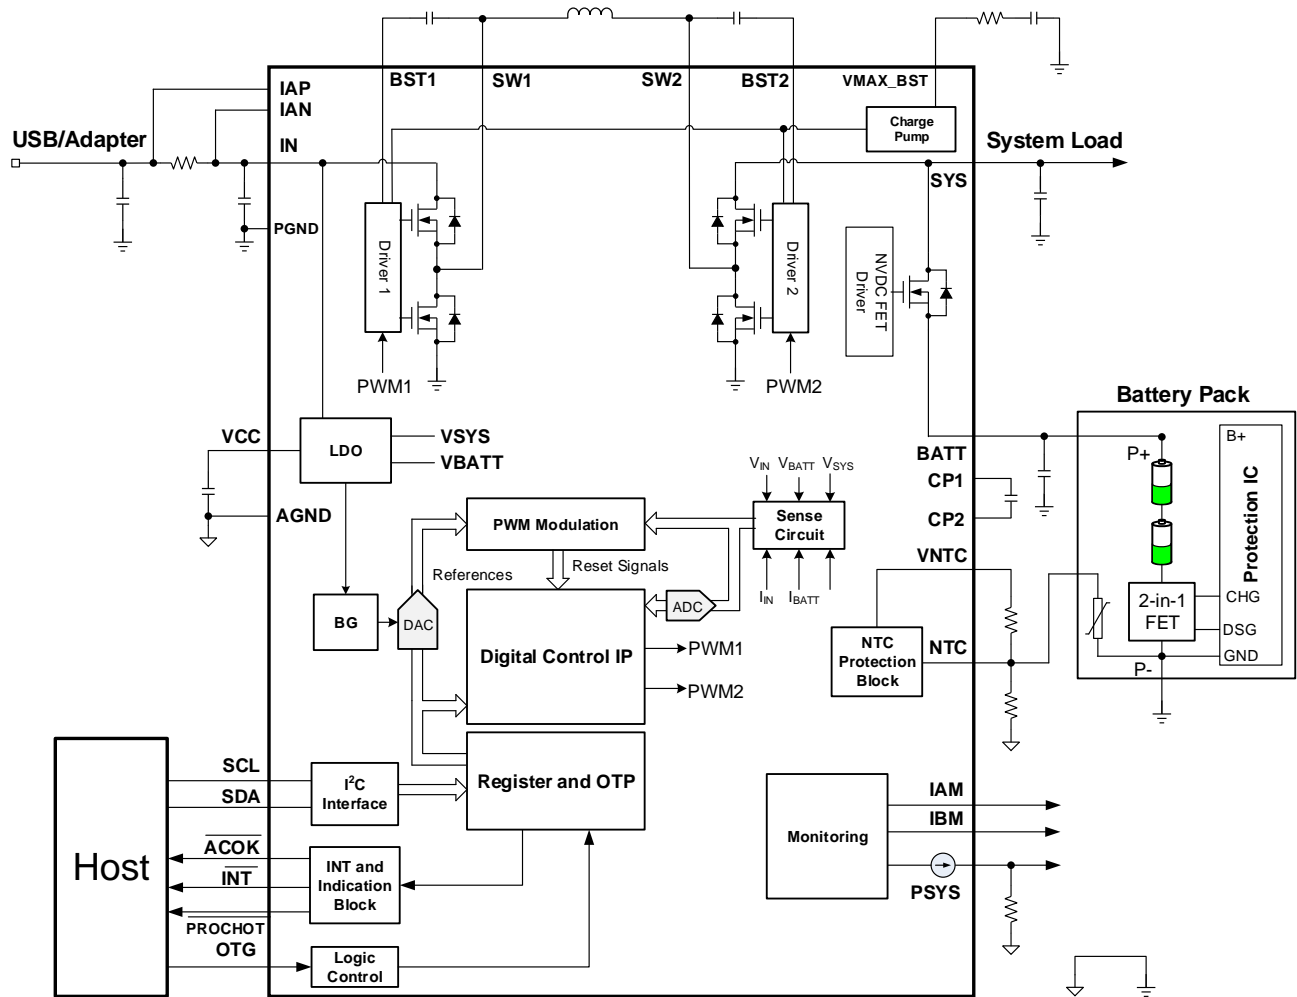 BST1
SW1
SW2
BST2
VMAX_BST
IAP
IAN
USB/Adapter
IN
Charge
Pump
System Load
SYS
PGND
Driver 1
Driver 2
NVDC FET
Driver
PWM1
PWM2
Battery Pack
VCC
LDO
VSYS
VBATT
BATT
P+
B+
VIN
VBATT
VSYS
CP1
AGND
PWM Modulation
Sense
Circuit
CP2
Protection IC
References
Reset Signals
VNTC
IIN
IBATT
BG
DAC
ADC
2-in-1
FET
CHG
DSG
Digital Control IP
PWM1
PWM2
NTC
Protection
Block
NTC
GND
P-
SCL
SDA
I2C
Interface
Register and OTP
IAM
IBM
Monitoring
PSYS
Host
ACOK
INT
PROCHOT
INT and
Indication
Block
OTG
Logic
Control